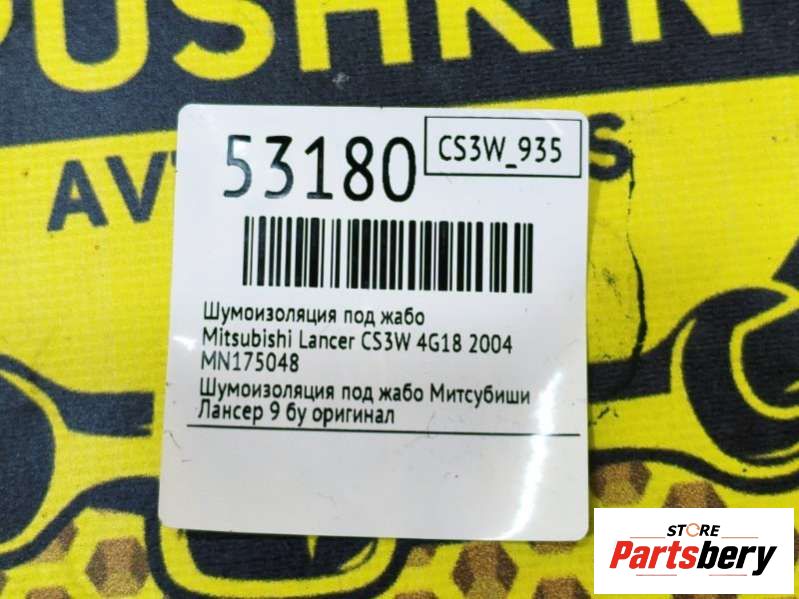 PUSHKIN
53180
CS3W_935
Шумоизоляция под жабо
Mitsubishi Lancer CS3W 4G18 2004
MN175048
Шумоизоляция под жабо Митсубиши
Лансер 9 бу оригинал
STORE
Partsbery